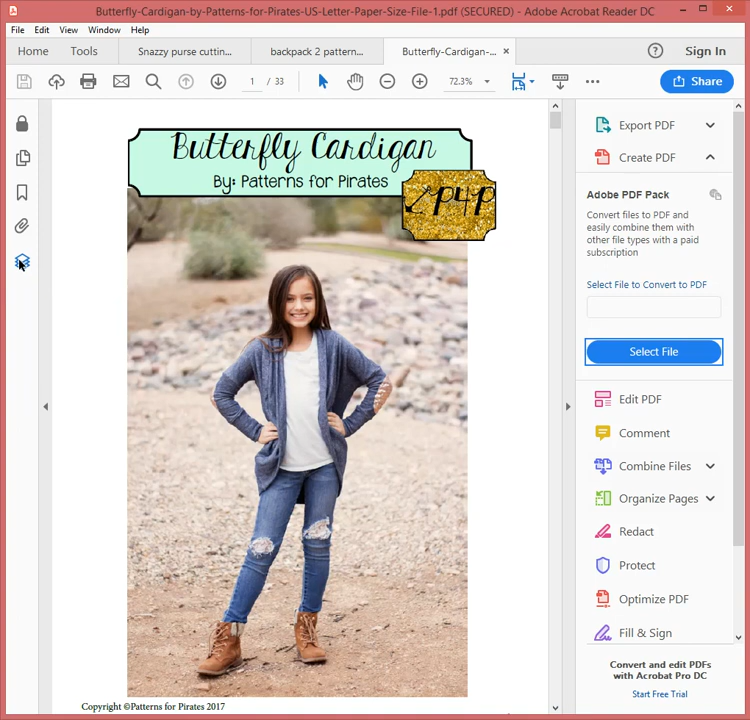 Butterfly-Cardigan-by-Patterns-for-Pirates-US-Letter-Paper-Size-File-1.pdf (SECURED) - Adobe Acrobat Reader DC
File Edit View Window Help
Home Tools Snazzy purse cuttin... backpack 2 pattern... Butterfly-Cardigan-... × ? Sign In
1 / 33 72.3% Share
Butterfly Cardigan
By: Patterns for Pirates
P4P
Copyright ©Patterns for Pirates 2017
Export PDF
Create PDF
Adobe PDF Pack
Convert files to PDF and
easily combine them with
other file types with a paid
subscription
Select File to Convert to PDF
Select File
Edit PDF
Comment
Combine Files
Organize Pages
Redact
Protect
Optimize PDF
Fill & Sign
Convert and edit PDFs
with Acrobat Pro DC
Start Free Trial